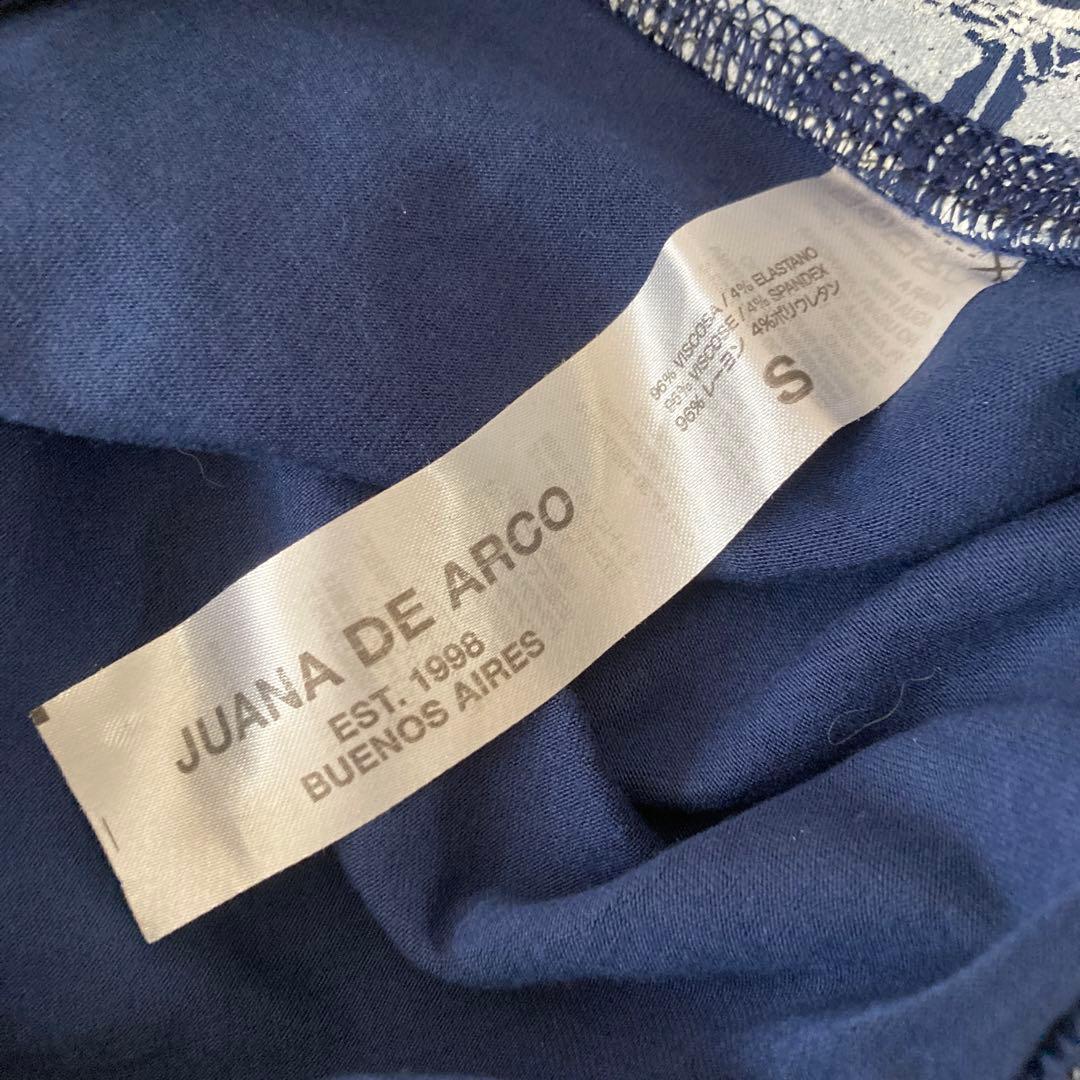 96% VISCOSA / 4% ELASTANO
96% VISCOSE / 4% SPANDEX
96% レーヨン 4%ポリウレタン
S
JUANA DE ARCO
EST. 1998
BUENOS AIRES